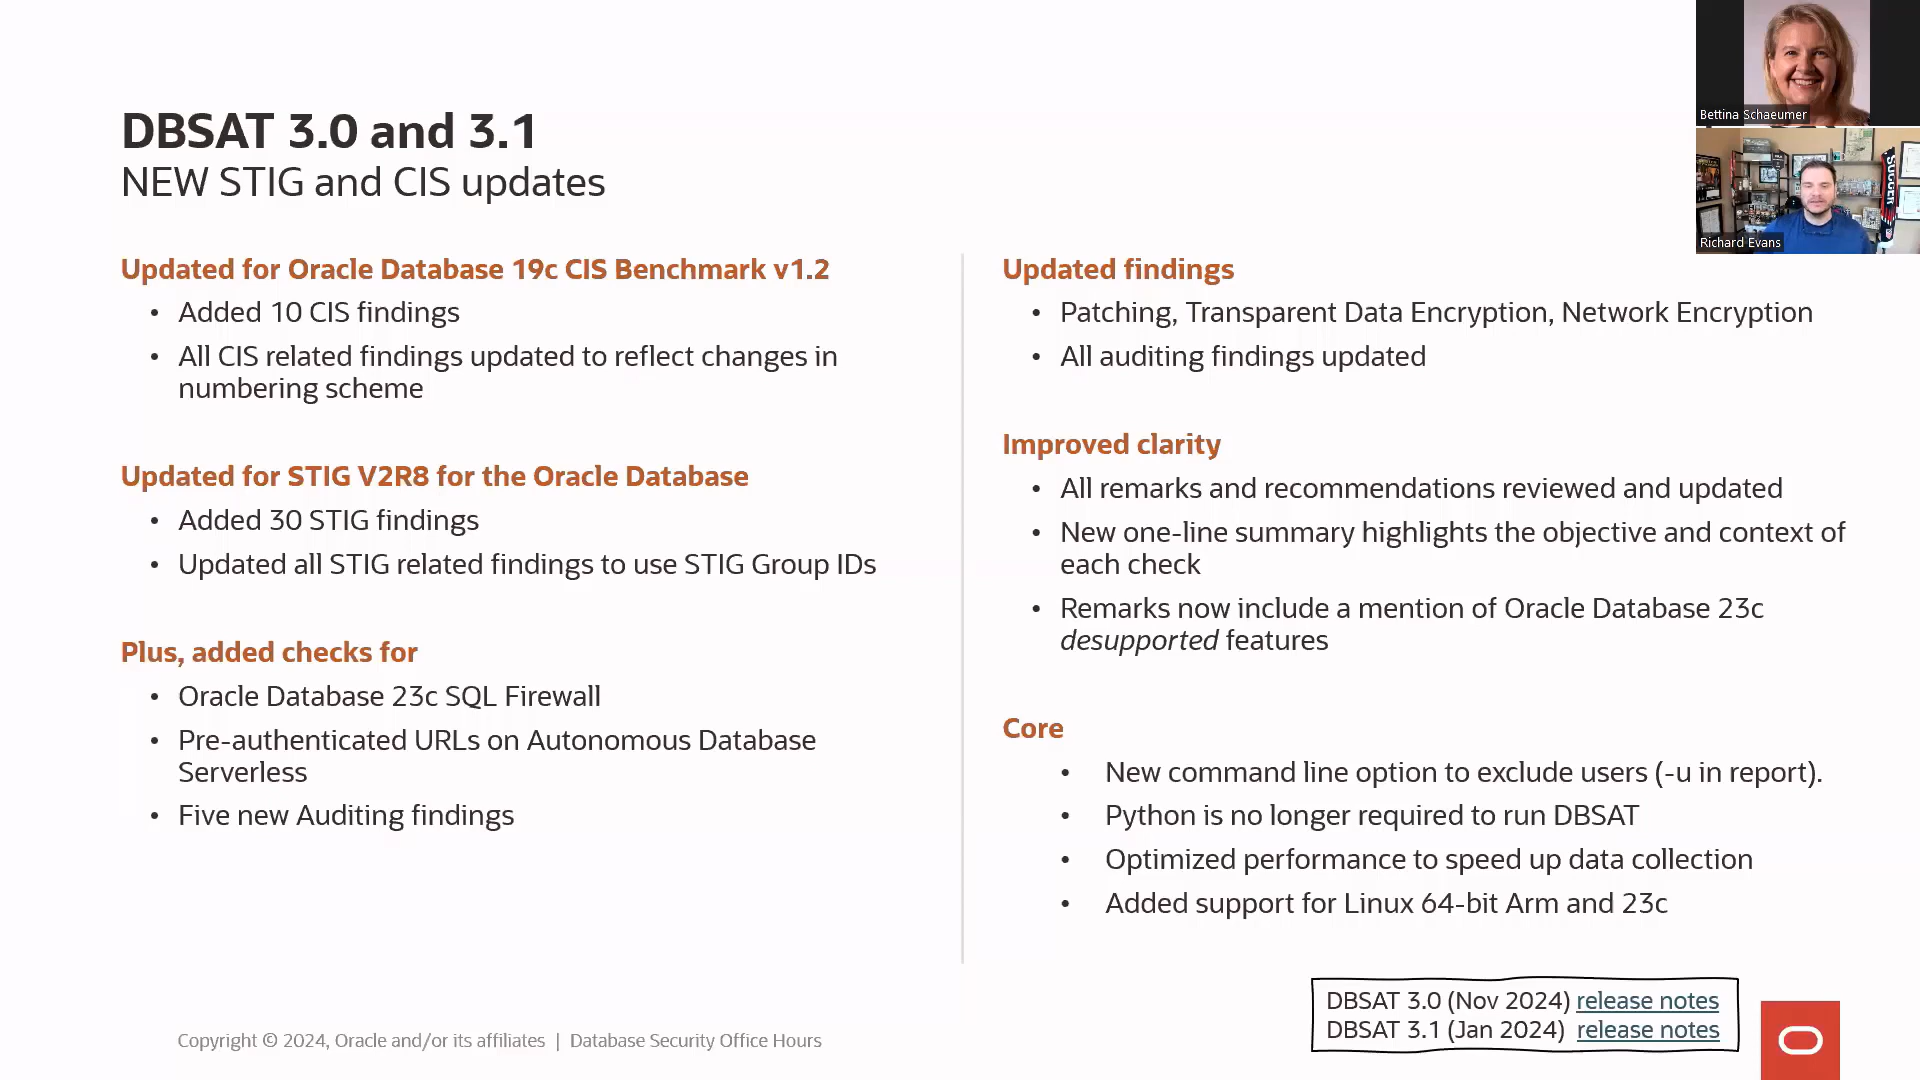 DBSAT 3.0 and 3.1
NEW STIG and CIS updates
Updated for Oracle Database 19c CIS Benchmark v1.2
• Added 10 CIS findings
• All CIS related findings updated to reflect changes in
numbering scheme
Updated for STIG V2R8 for the Oracle Database
• Added 30 STIG findings
• Updated all STIG related findings to use STIG Group IDs
Plus, added checks for
• Oracle Database 23c SQL Firewall
• Pre-authenticated URLs on Autonomous Database
Serverless
• Five new Auditing findings
Updated findings
• Patching, Transparent Data Encryption, Network Encryption
• All auditing findings updated
Improved clarity
• All remarks and recommendations reviewed and updated
• New one-line summary highlights the objective and context of
each check
• Remarks now include a mention of Oracle Database 23c
desupported features
Core
• New command line option to exclude users (-u in report).
• Python is no longer required to run DBSAT
• Optimized performance to speed up data collection
• Added support for Linux 64-bit Arm and 23c
DBSAT 3.0 (Nov 2024) release notes
DBSAT 3.1 (Jan 2024) release notes
Copyright © 2024, Oracle and/or its affiliates | Database Security Office Hours
Bettina Schaeumer
Richard Evans